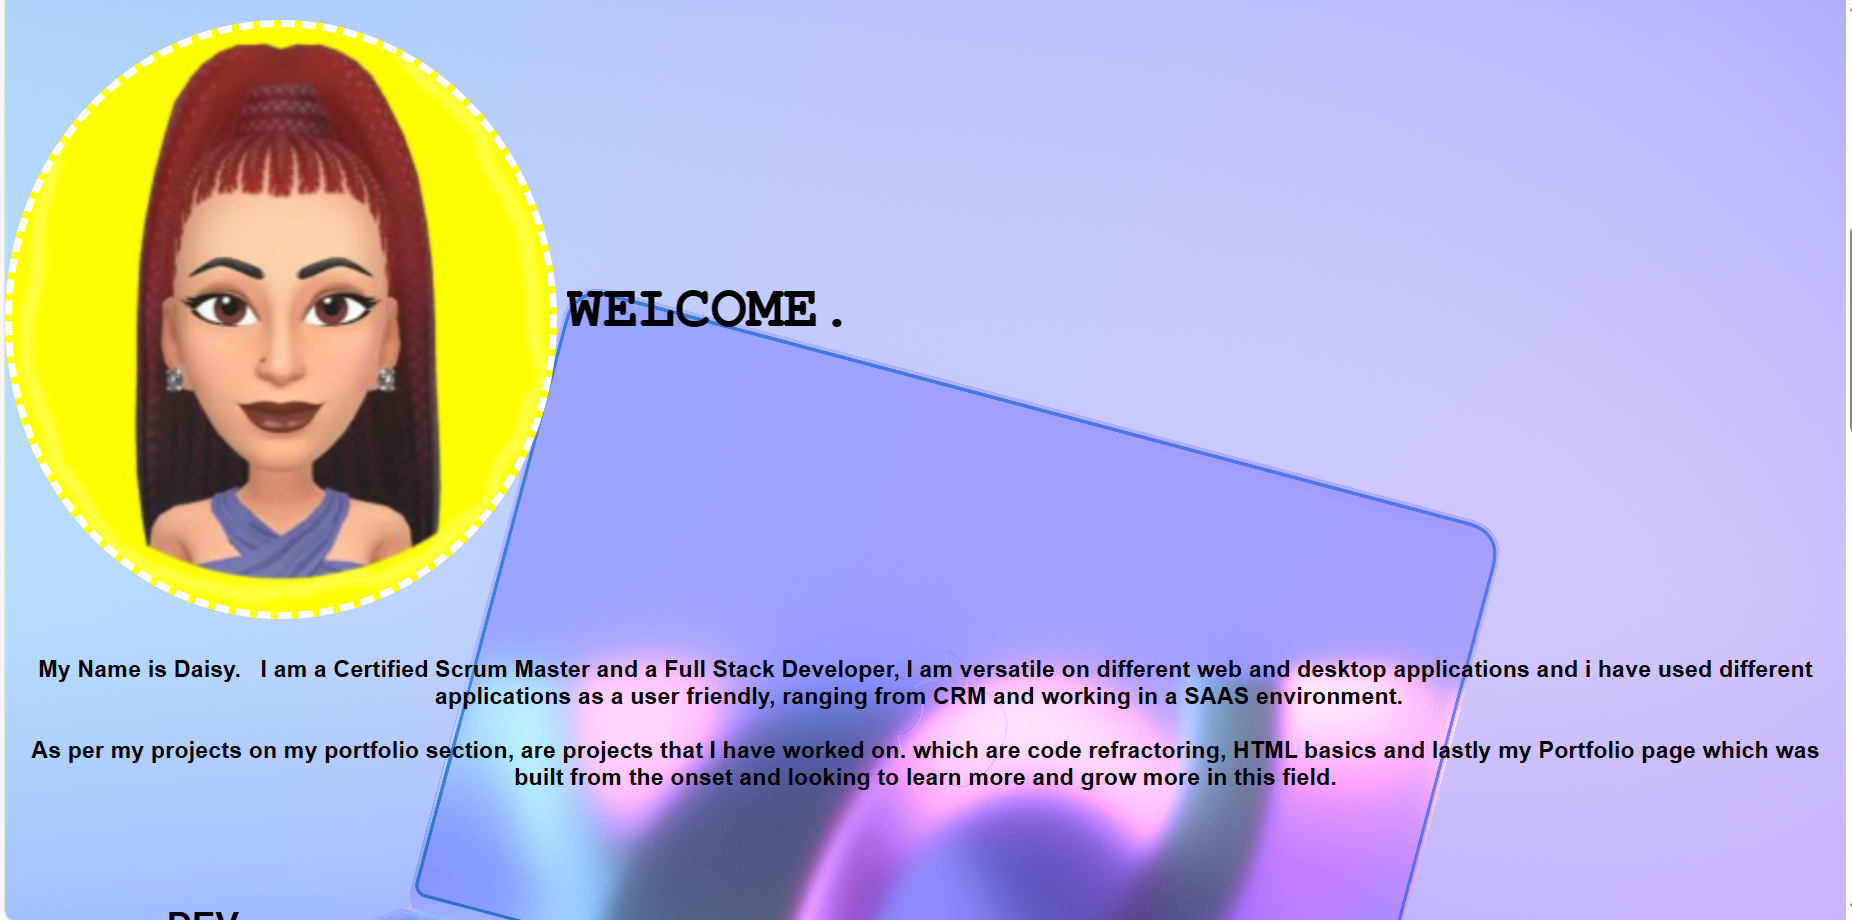 WELCOME.
My Name is Daisy.   I am a Certified Scrum Master and a Full Stack Developer, I am versatile on different web and desktop applications and i have used different
applications as a user friendly, ranging from CRM and working in a SAAS environment.
As per my projects on my portfolio section, are projects that I have worked on. which are code refractoring, HTML basics and lastly my Portfolio page which was
built from the onset and looking to learn more and grow more in this field.
DEV